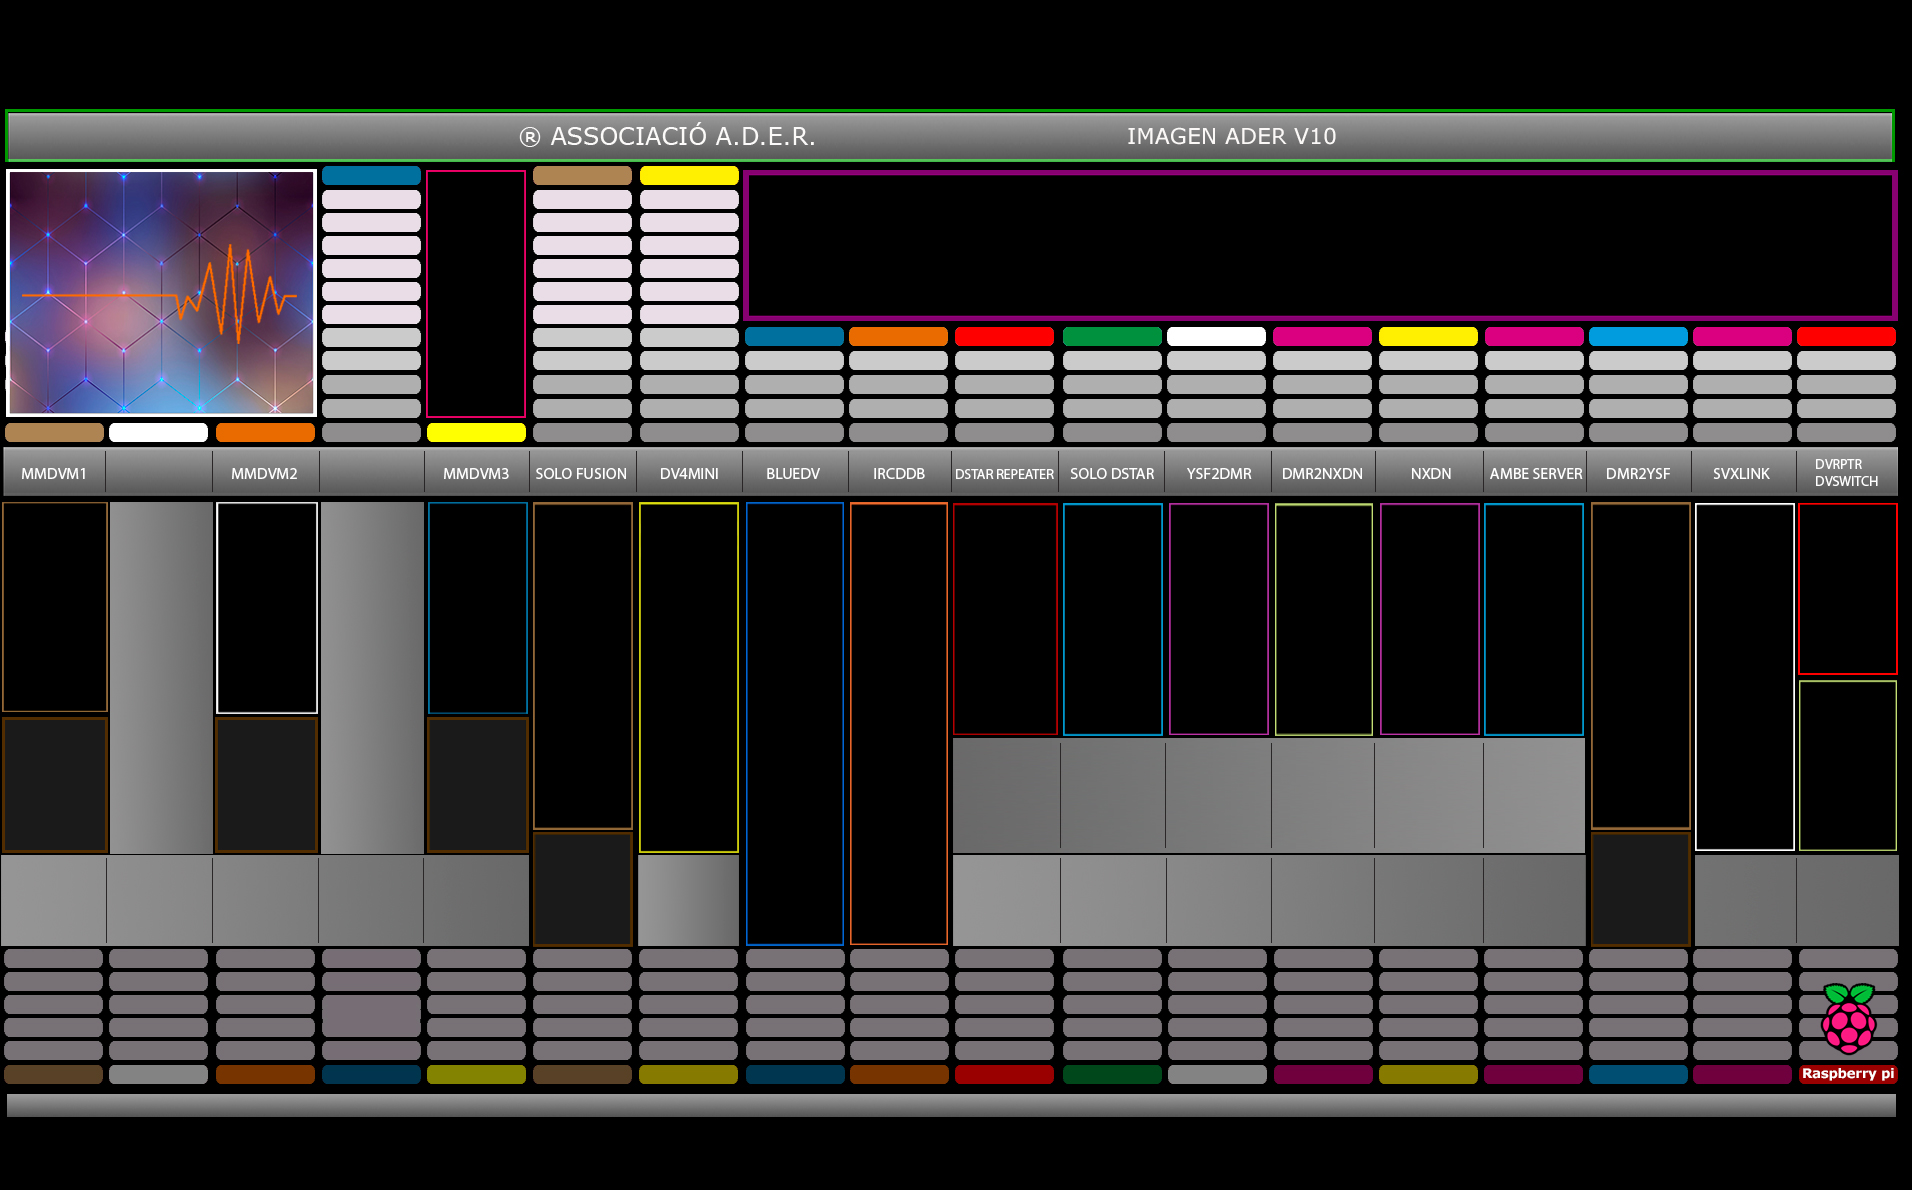 ® ASSOCIACIÓ A.D.E.R. IMAGEN ADER V10
MMDVM1 MMDVM2 MMDVM3 SOLO FUSION DV4MINI BLUEDV IRCDDB DSTAR REPEATER SOLO DSTAR YSF2DMR DMR2NXDN NXDN AMBE SERVER DMR2YSF SVXLINK DVRPTR
DVSWITCH
Raspberry pi